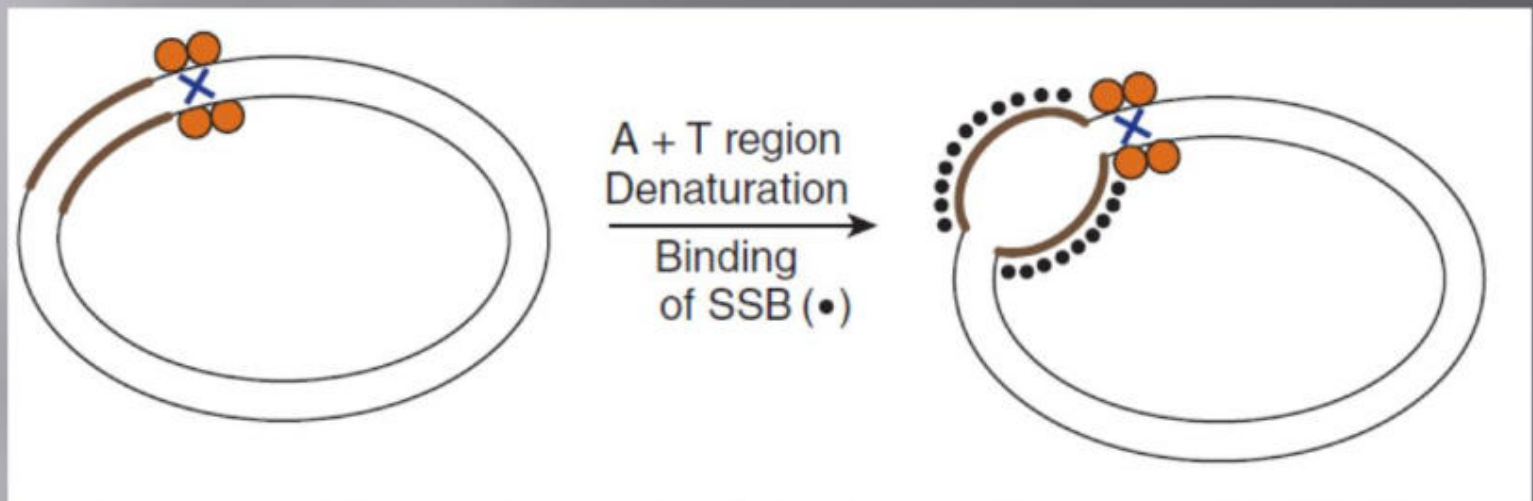 A + T region
Denaturation
Binding
of SSB (•)